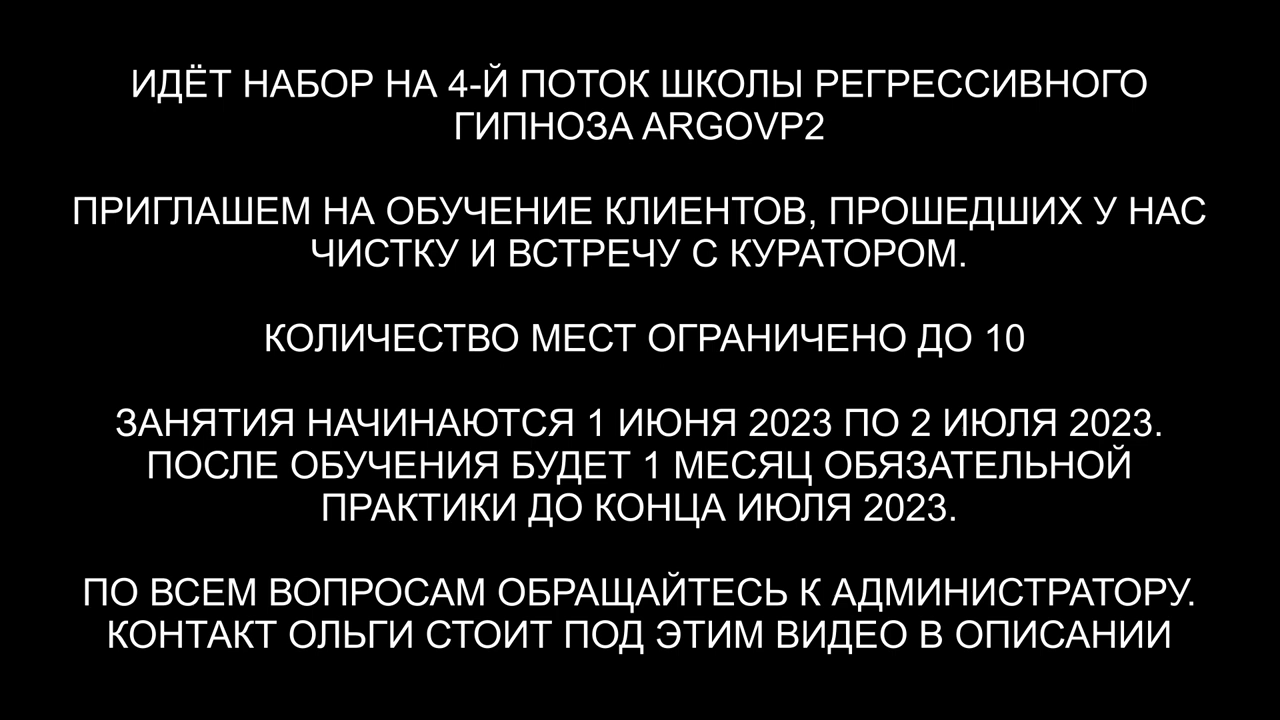 ИДЁТ НАБОР НА 4-Й ПОТОК ШКОЛЫ РЕГРЕССИВНОГО
ГИПНОЗА ARGOVP2
ПРИГЛАШЕМ НА ОБУЧЕНИЕ КЛИЕНТОВ, ПРОШЕДШИХ У НАС
ЧИСТКУ И ВСТРЕЧУ С КУРАТОРОМ.
КОЛИЧЕСТВО МЕСТ ОГРАНИЧЕНО ДО 10
ЗАНЯТИЯ НАЧИНАЮТСЯ 1 ИЮНЯ 2023 ПО 2 ИЮЛЯ 2023.
ПОСЛЕ ОБУЧЕНИЯ БУДЕТ 1 МЕСЯЦ ОБЯЗАТЕЛЬНОЙ
ПРАКТИКИ ДО КОНЦА ИЮЛЯ 2023.
ПО ВСЕМ ВОПРОСАМ ОБРАЩАЙТЕСЬ К АДМИНИСТРАТОРУ.
КОНТАКТ ОЛЬГИ СТОИТ ПОД ЭТИМ ВИДЕО В ОПИСАНИИ